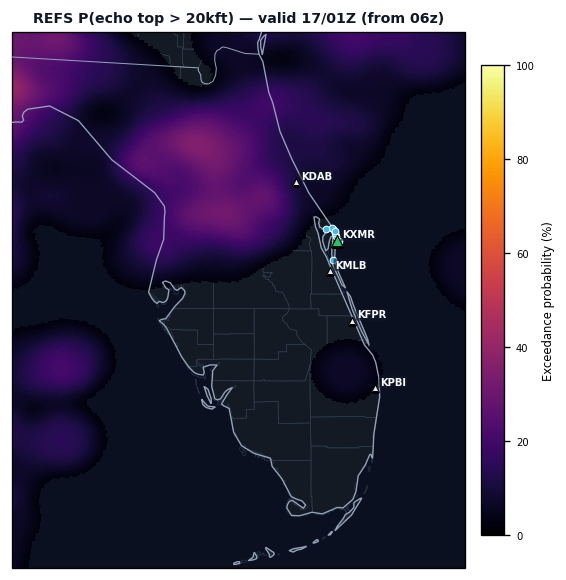 REFS P(echo top > 20kft) — valid 17/01Z (from 06z)
100
80
60
40
20
0
Exceedance probability (%)
KDAB
KXMR
KMLB
KFPR
KPBI